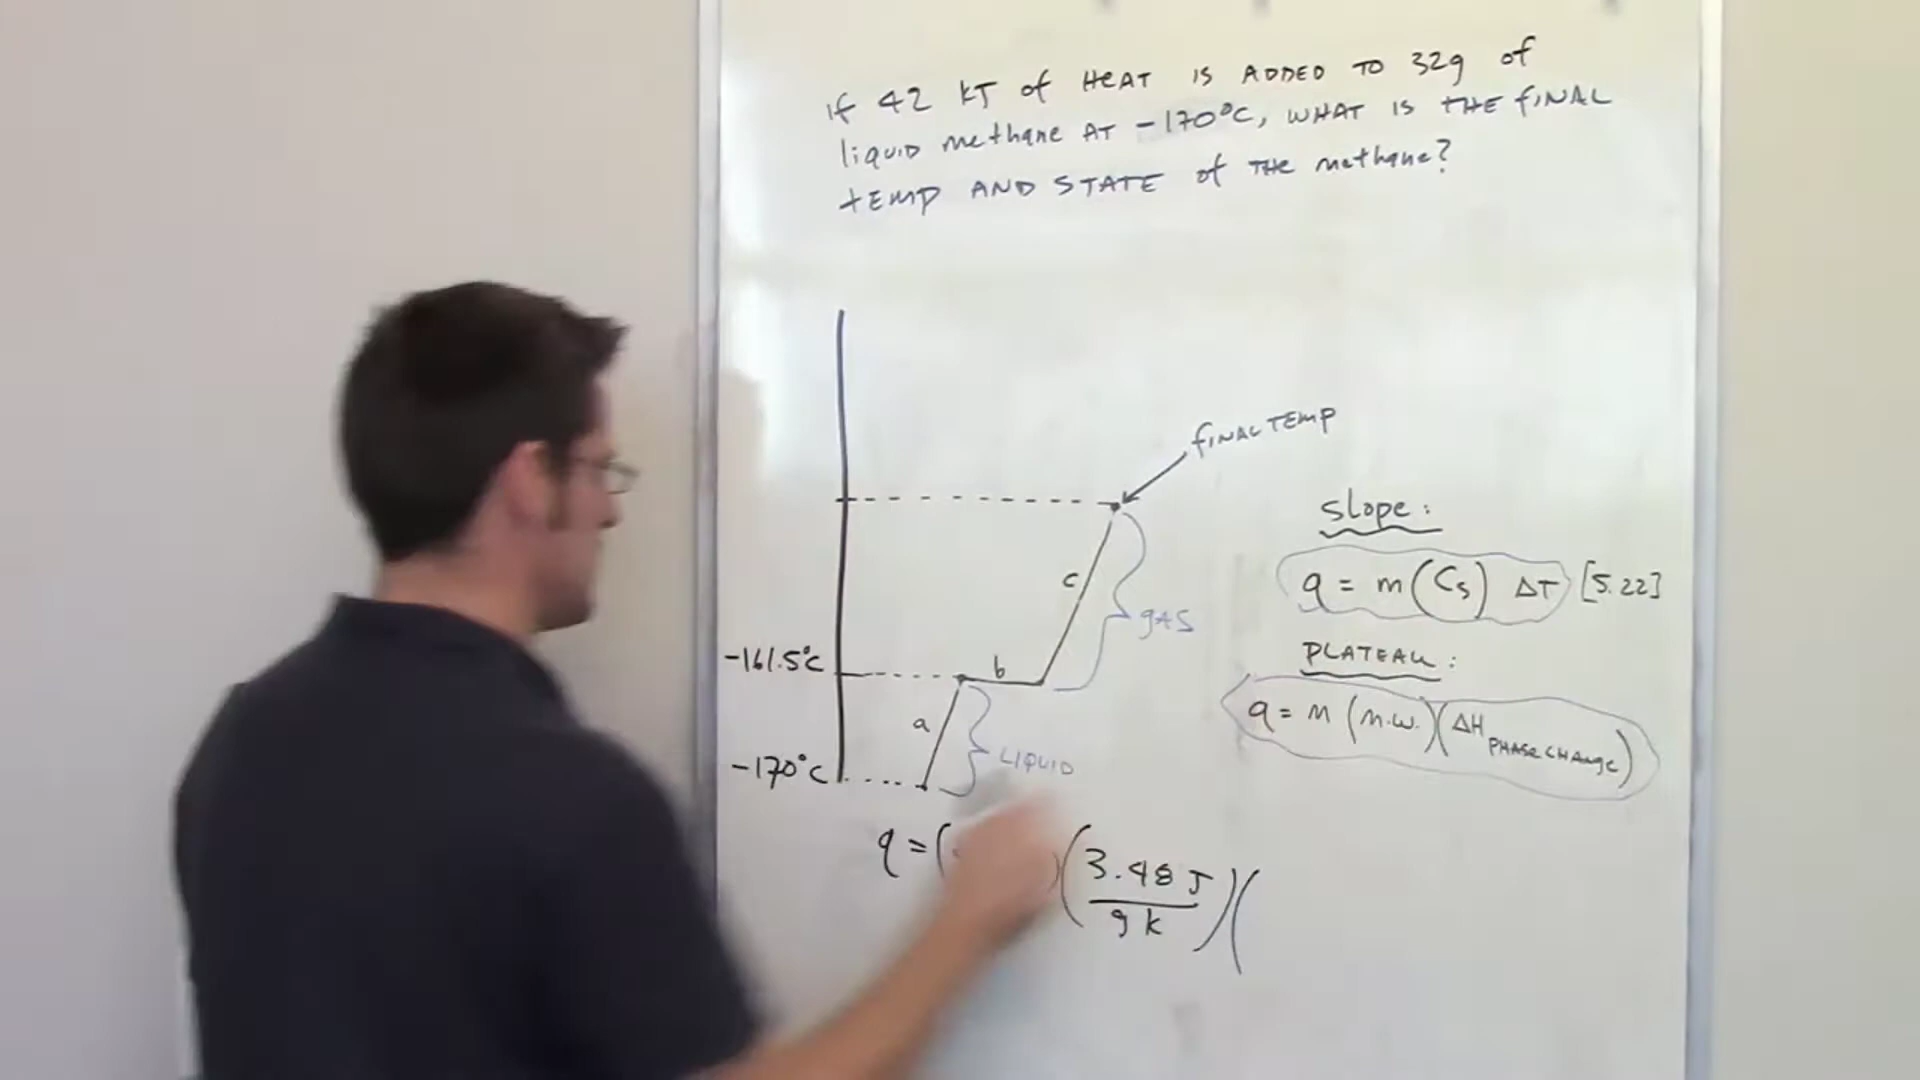 If 42 kJ of HEAT IS ADDED TO 32g of
liquid methane AT -170°C, WHAT IS THE fINAL
tEMP AND STATE of THE methane?
fINAL TEMP
c
gAS
Slope:
q = m (Cs) ΔT [5.22]
PLATEAU:
q = m (m.w.)(ΔH PHASE CHANGE)
-161.5°C
b
a
LIQUID
-170°C
q = ( )(3.48 J / g k)(